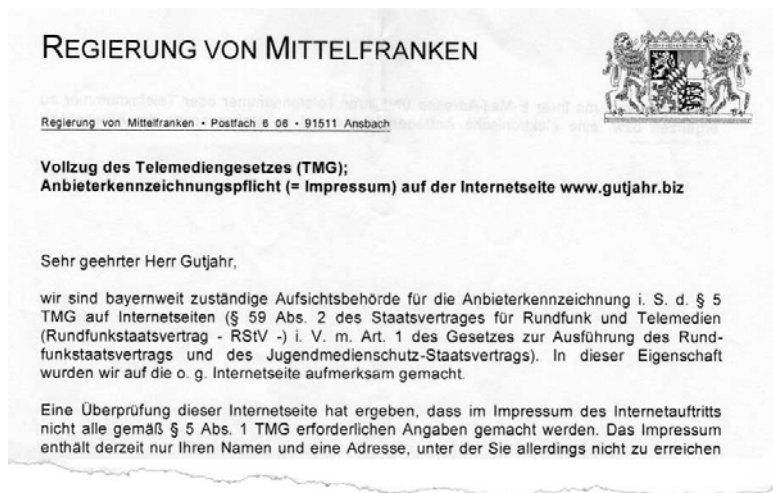 REGIERUNG VON MITTELFRANKEN
Regierung von Mittelfranken • Postfach 6 06 • 91511 Ansbach
Vollzug des Telemediengesetzes (TMG);
Anbieterkennzeichnungspflicht (= Impressum) auf der Internetseite www.gutjahr.biz
Sehr geehrter Herr Gutjahr,
wir sind bayernweit zuständige Aufsichtsbehörde für die Anbieterkennzeichnung i. S. d. § 5
TMG auf Internetseiten (§ 59 Abs. 2 des Staatsvertrages für Rundfunk und Telemedien
(Rundfunkstaatsvertrag - RStV -) i. V. m. Art. 1 des Gesetzes zur Ausführung des Rund-
funkstaatsvertrags und des Jugendmedienschutz-Staatsvertrags). In dieser Eigenschaft
wurden wir auf die o. g. Internetseite aufmerksam gemacht.
Eine Überprüfung dieser Internetseite hat ergeben, dass im Impressum des Internetauftritts
nicht alle gemäß § 5 Abs. 1 TMG erforderlichen Angaben gemacht werden. Das Impressum
enthält derzeit nur Ihren Namen und eine Adresse, unter der Sie allerdings nicht zu erreichen